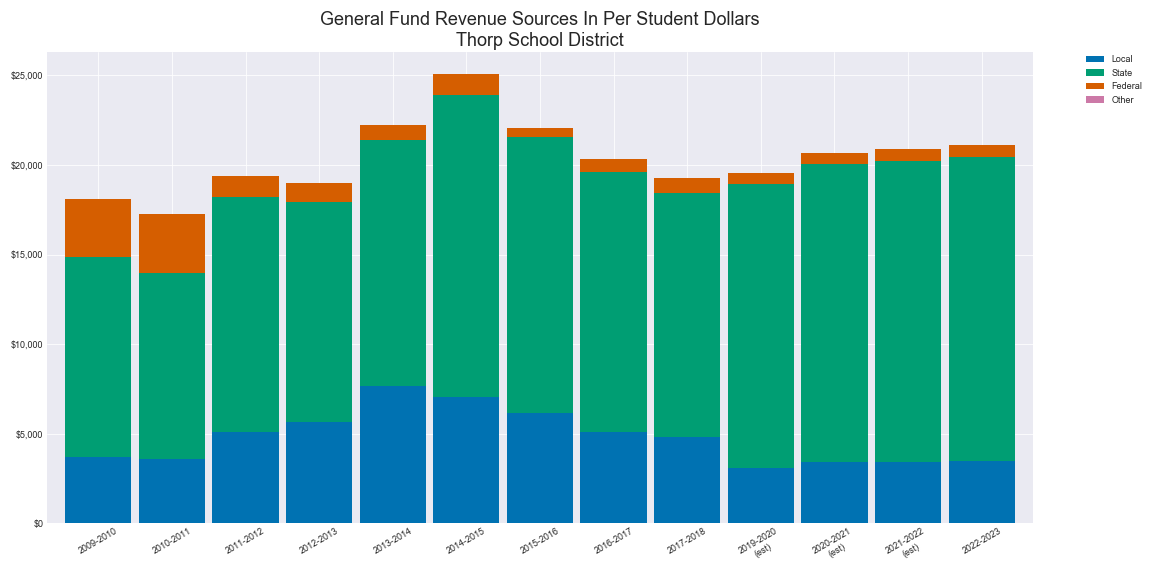 General Fund Revenue Sources In Per Student Dollars
Thorp School District
Local
State
Federal
Other
$25,000
$20,000
$15,000
$10,000
$5,000
$0
2009-2010
2010-2011
2011-2012
2012-2013
2013-2014
2014-2015
2015-2016
2016-2017
2017-2018
2019-2020
(est)
2020-2021
(est)
2021-2022
(est)
2022-2023